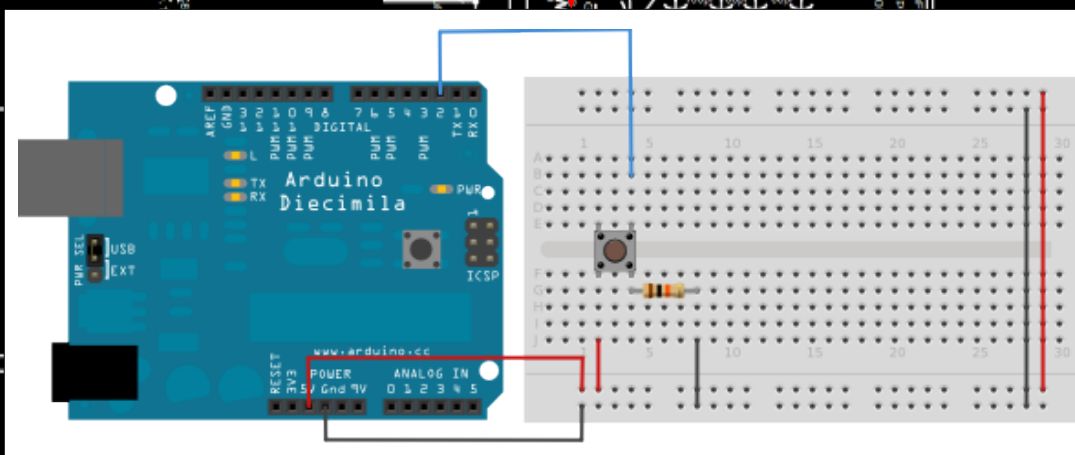 AREF GND 13 12 11 10 9 8 7 6 5 4 3 2 TX1 RX0
PWM PWM PWM PWM PWM PWM
DIGITAL
L
TX
RX
PWR
Arduino
Diecimila
1
ICSP
PWR SEL
USB
EXT
www.arduino.cc
RESET 3V3 5V Gnd 9V
POWER
ANALOG IN
0 1 2 3 4 5
1 5 10 15 20 25 30
A
B
C
D
E
F
G
H
I
J
1 5 10 15 20 25 30